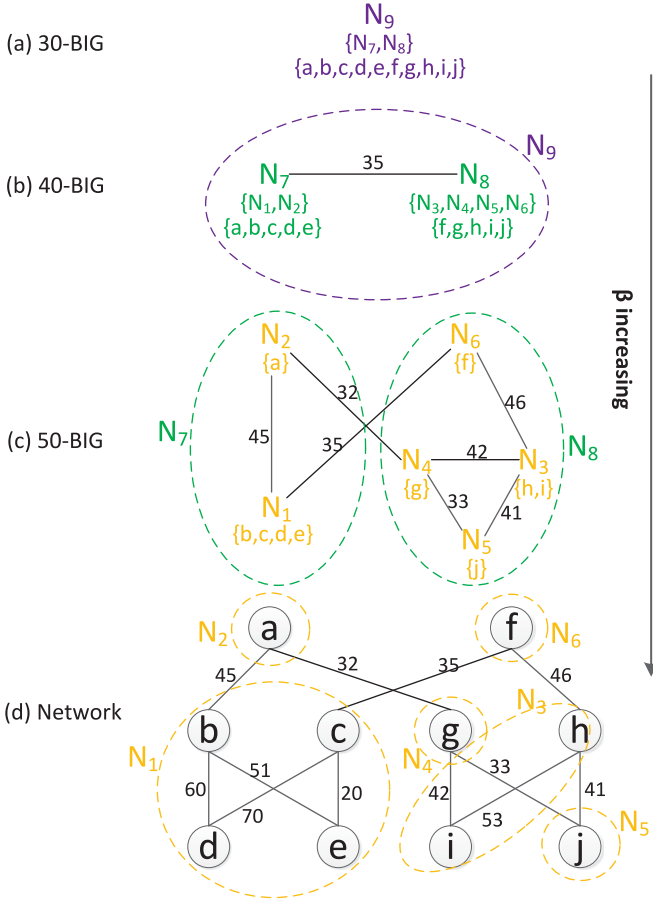 N9
(a) 30-BIG
{N7,N8}
{a,b,c,d,e,f,g,h,i,j}
N9
35
(b) 40-BIG
N7
N8
{N1,N2}
{N3,N4,N5,N6}
{a,b,c,d,e}
{f,g,h,i,j}
β increasing
N2
N6
{a}
{f}
32
46
N7
(c) 50-BIG
45
35
42
N8
N4
N3
{g}
{h,i}
33
41
N1
{b,c,d,e}
N5
{j}
N2
a
f
N6
45
32
35
46
N3
(d) Network
b
c
g
h
N1
N4
51
33
60
20
42
41
70
53
N5
d
e
i
j